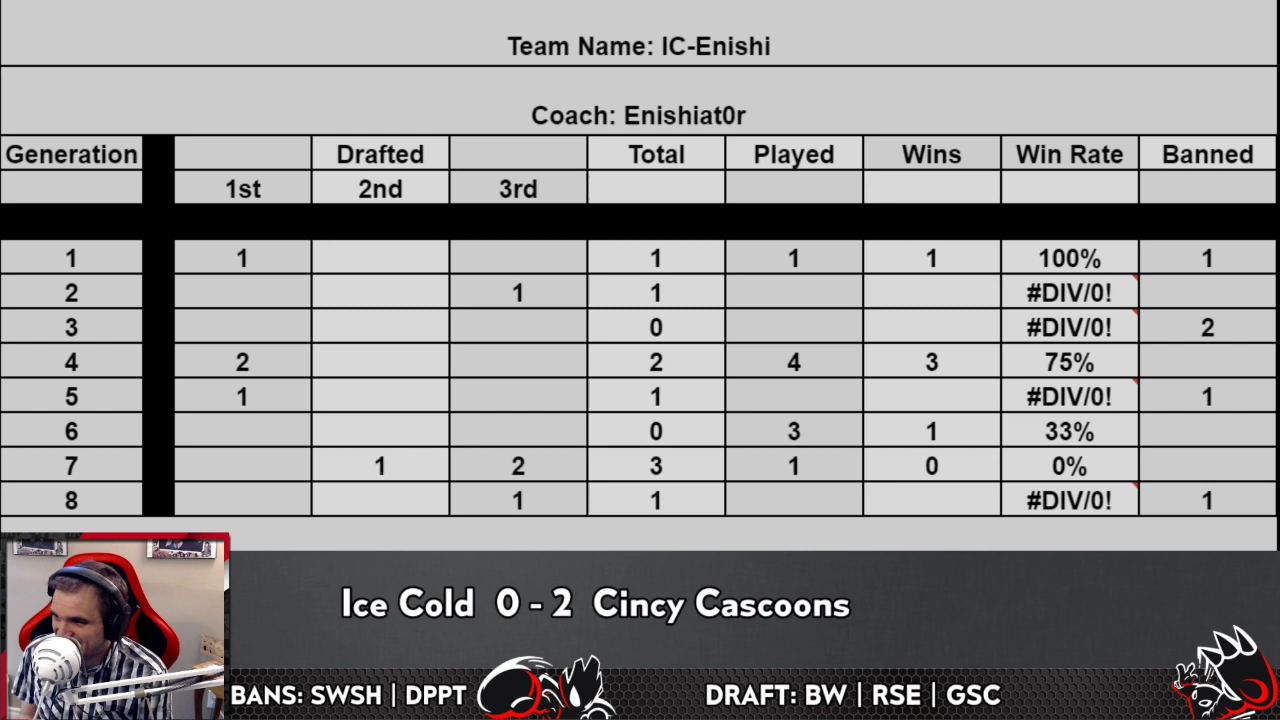 Team Name: IC-Enishi
Coach: Enishiat0r
Generation Drafted Total Played Wins Win Rate Banned
1st 2nd 3rd
1 1 1 1 1 100% 1
2 1 1 #DIV/0!
3 0 #DIV/0! 2
4 2 2 4 3 75%
5 1 1 #DIV/0! 1
6 0 3 1 33%
7 1 2 3 1 0 0%
8 1 1 #DIV/0! 1
Ice Cold 0 - 2 Cincy Cascoons
BANS: SWSH | DPPT DRAFT: BW | RSE | GSC